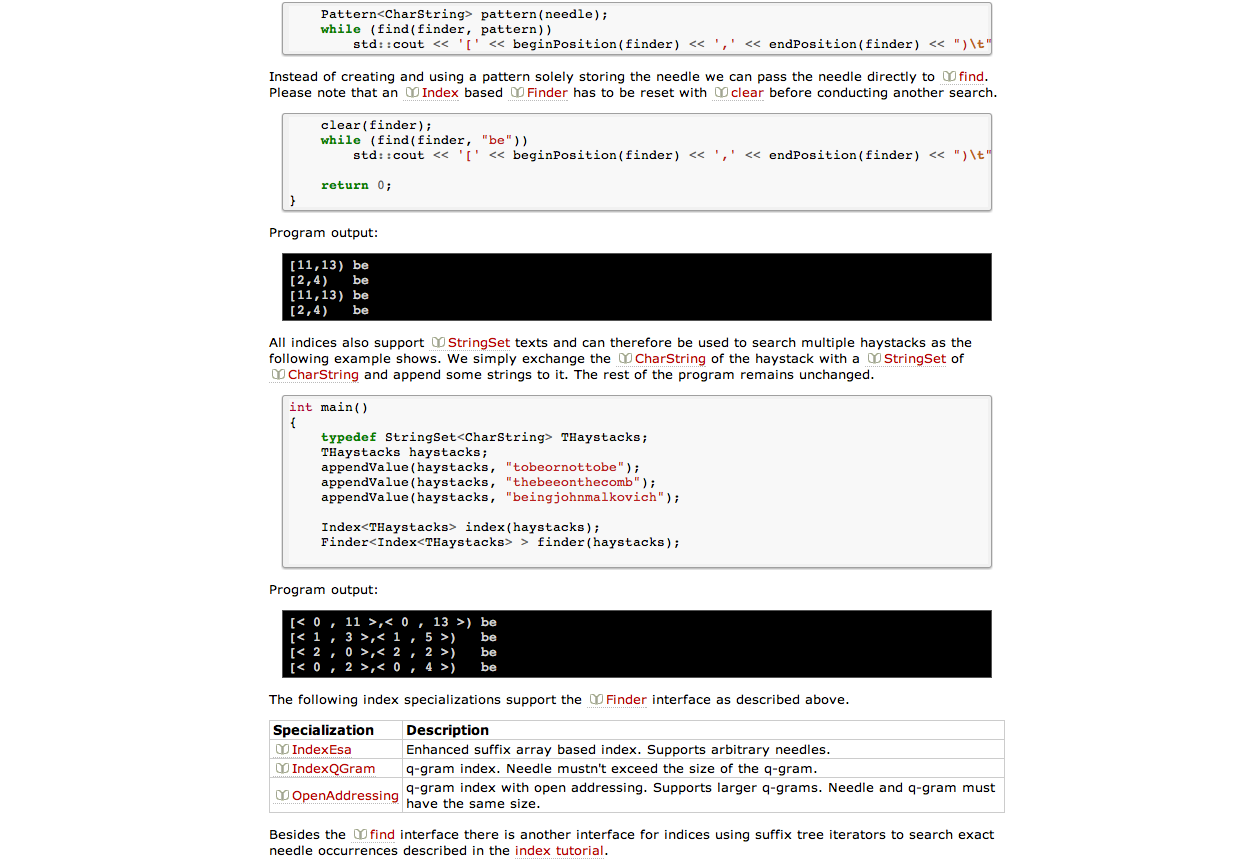 Pattern<CharString> pattern(needle);
while (find(finder, pattern))
std::cout << '[' << beginPosition(finder) << ',' << endPosition(finder) << ")\t"
Instead of creating and using a pattern solely storing the needle we can pass the needle directly to find.
Please note that an Index based Finder has to be reset with clear before conducting another search.
clear(finder);
while (find(finder, "be"))
std::cout << '[' << beginPosition(finder) << ',' << endPosition(finder) << ")\t"
return 0;
}
Program output:
[11,13) be
[2,4) be
[11,13) be
[2,4) be
All indices also support StringSet texts and can therefore be used to search multiple haystacks as the
following example shows. We simply exchange the CharString of the haystack with a StringSet of
CharString and append some strings to it. The rest of the program remains unchanged.
int main()
{
typedef StringSet<CharString> THaystacks;
THaystacks haystacks;
appendValue(haystacks, "tobeornottobe");
appendValue(haystacks, "thebeeonthecomb");
appendValue(haystacks, "beingjohnmalkovich");
Index<THaystacks> index(haystacks);
Finder<Index<THaystacks> > finder(haystacks);
Program output:
[< 0 , 11 >,< 0 , 13 >) be
[< 1 , 3 >,< 1 , 5 >) be
[< 2 , 0 >,< 2 , 2 >) be
[< 0 , 2 >,< 0 , 4 >) be
The following index specializations support the Finder interface as described above.
Specialization Description
IndexEsa Enhanced suffix array based index. Supports arbitrary needles.
IndexQGram q-gram index. Needle mustn't exceed the size of the q-gram.
OpenAddressing q-gram index with open addressing. Supports larger q-grams. Needle and q-gram must
have the same size.
Besides the find interface there is another interface for indices using suffix tree iterators to search exact
needle occurrences described in the index tutorial.